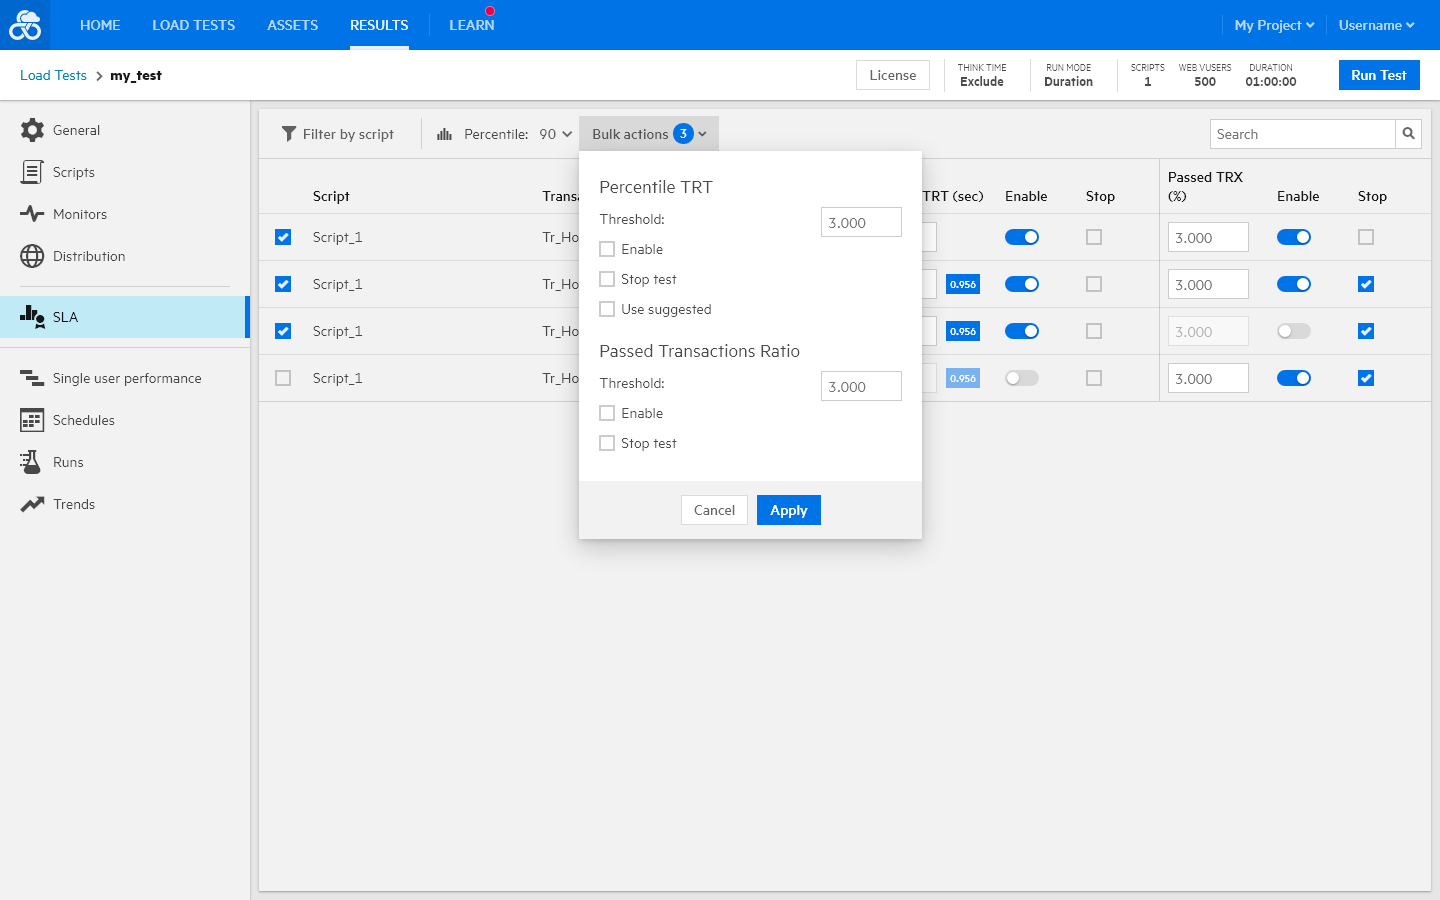 HOME LOAD TESTS ASSETS RESULTS LEARN My Project Username
Load Tests > my_test License THINK TIME Exclude RUN MODE Duration SCRIPTS 1 WEB VUSERS 500 DURATION 01:00:00 Run Test
General
Scripts
Monitors
Distribution
SLA
Single user performance
Schedules
Runs
Trends
Filter by script Percentile: 90 Bulk actions 3 Search
Script Transa TRT (sec) Enable Stop Passed TRX (%) Enable Stop
Script_1 Tr_Ho 3.000
Script_1 Tr_Ho 0.956 3.000
Script_1 Tr_Ho 0.956 3.000
Script_1 Tr_Ho 0.956 3.000
Percentile TRT
Threshold: 3.000
Enable
Stop test
Use suggested
Passed Transactions Ratio
Threshold: 3.000
Enable
Stop test
Cancel Apply